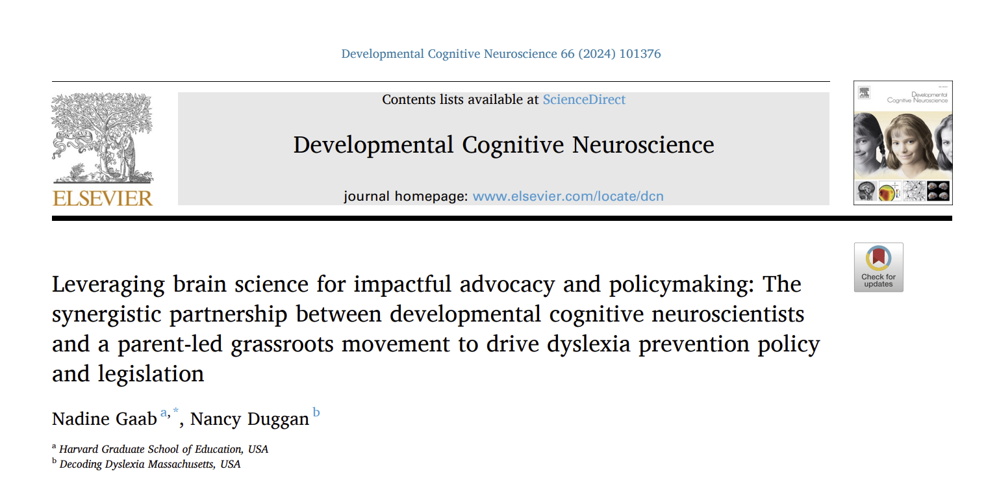 Developmental Cognitive Neuroscience 66 (2024) 101376
Contents lists available at ScienceDirect
Developmental Cognitive Neuroscience
journal homepage: www.elsevier.com/locate/dcn
NON SOLUS
ELSEVIER
Developmental
Cognitive Neuroscience
Check for
updates
Leveraging brain science for impactful advocacy and policymaking: The
synergistic partnership between developmental cognitive neuroscientists
and a parent-led grassroots movement to drive dyslexia prevention policy
and legislation
Nadine Gaab a,*, Nancy Duggan b
a Harvard Graduate School of Education, USA
b Decoding Dyslexia Massachusetts, USA